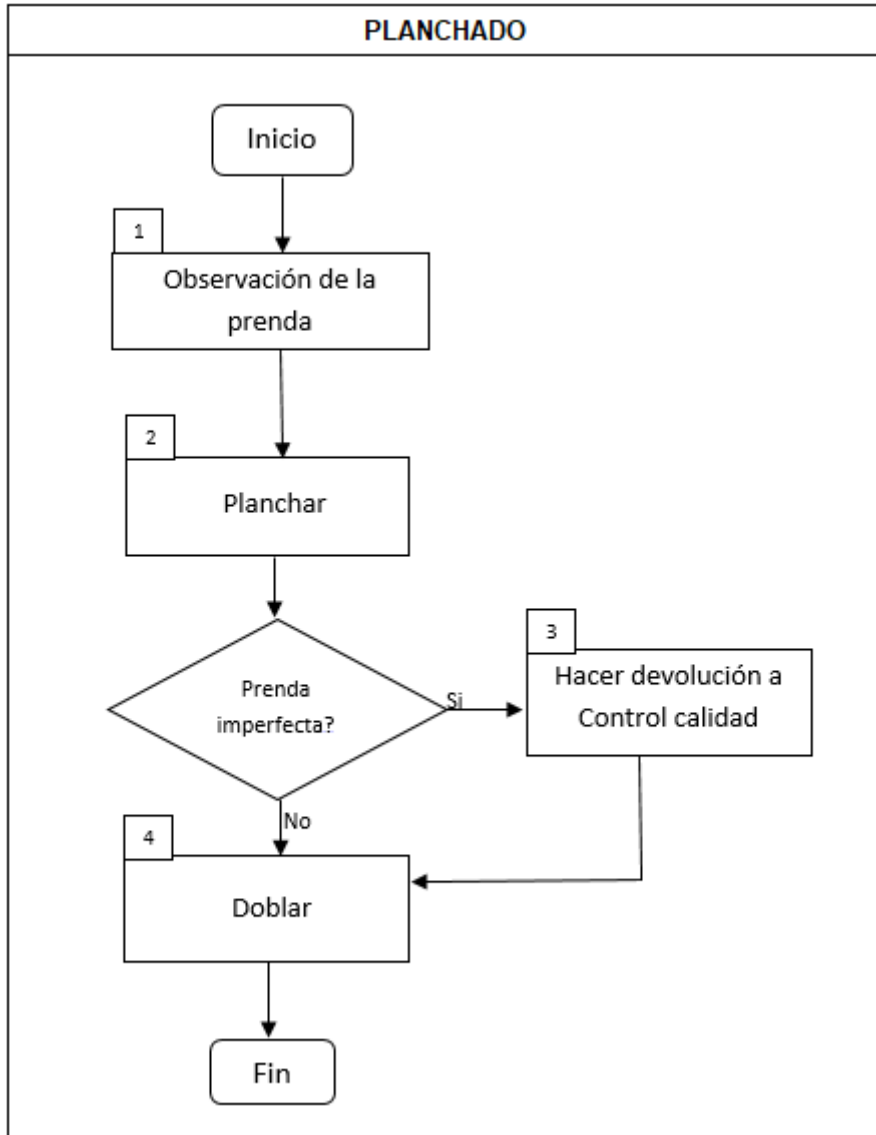 PLANCHADO
Inicio
1
Observación de la
prenda
2
Planchar
Prenda
imperfecta?
Si
3
Hacer devolución a
Control calidad
No
4
Doblar
Fin